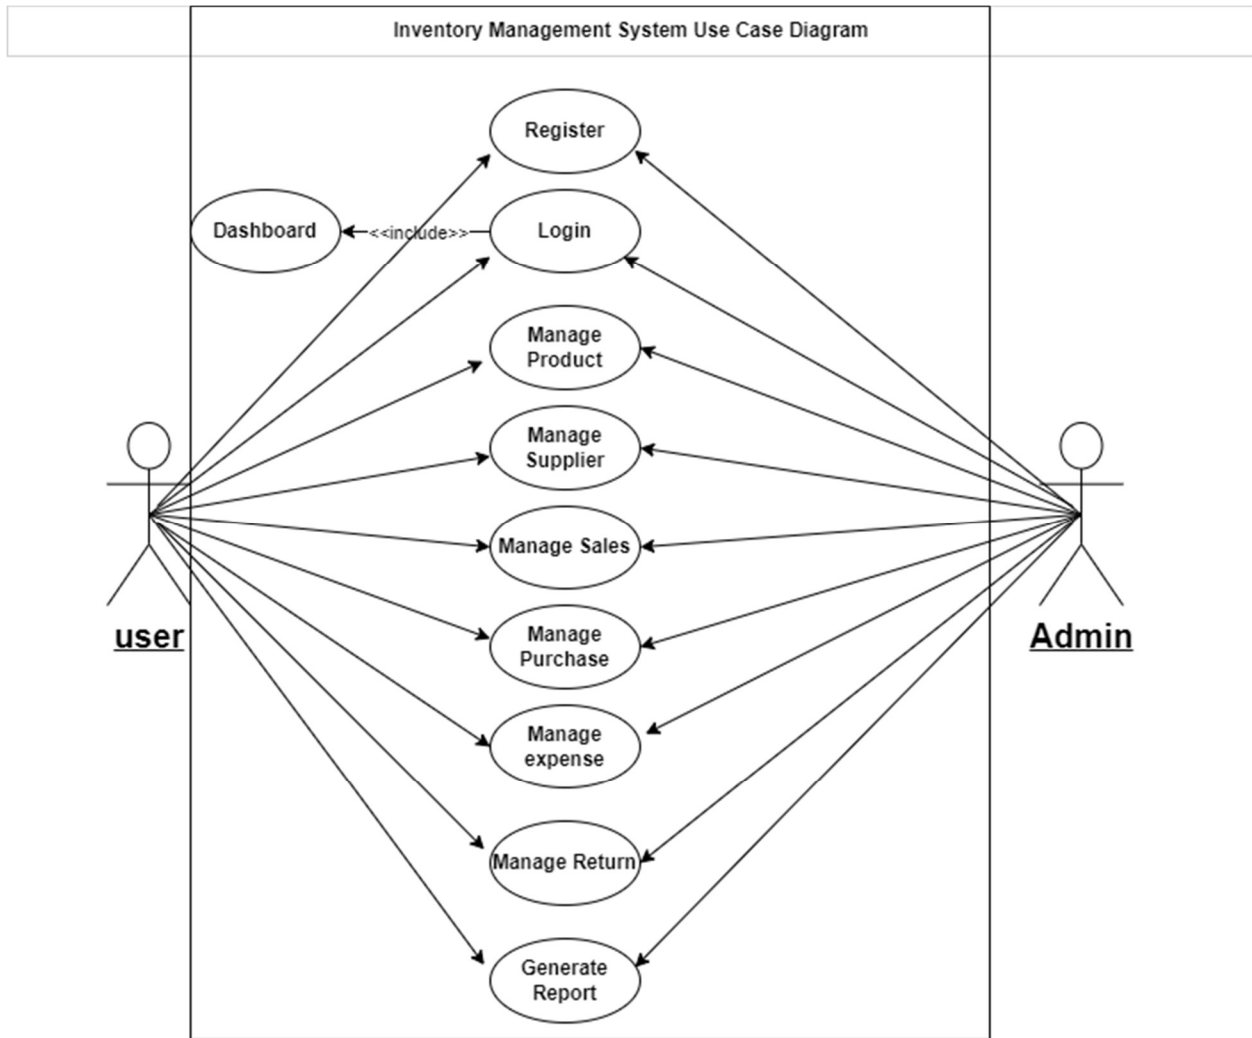 Inventory Management System Use Case Diagram
Register
Dashboard
<<include>>
Login
Manage
Product
Manage
Supplier
Manage Sales
user
Admin
Manage
Purchase
Manage
expense
Manage Return
Generate
Report